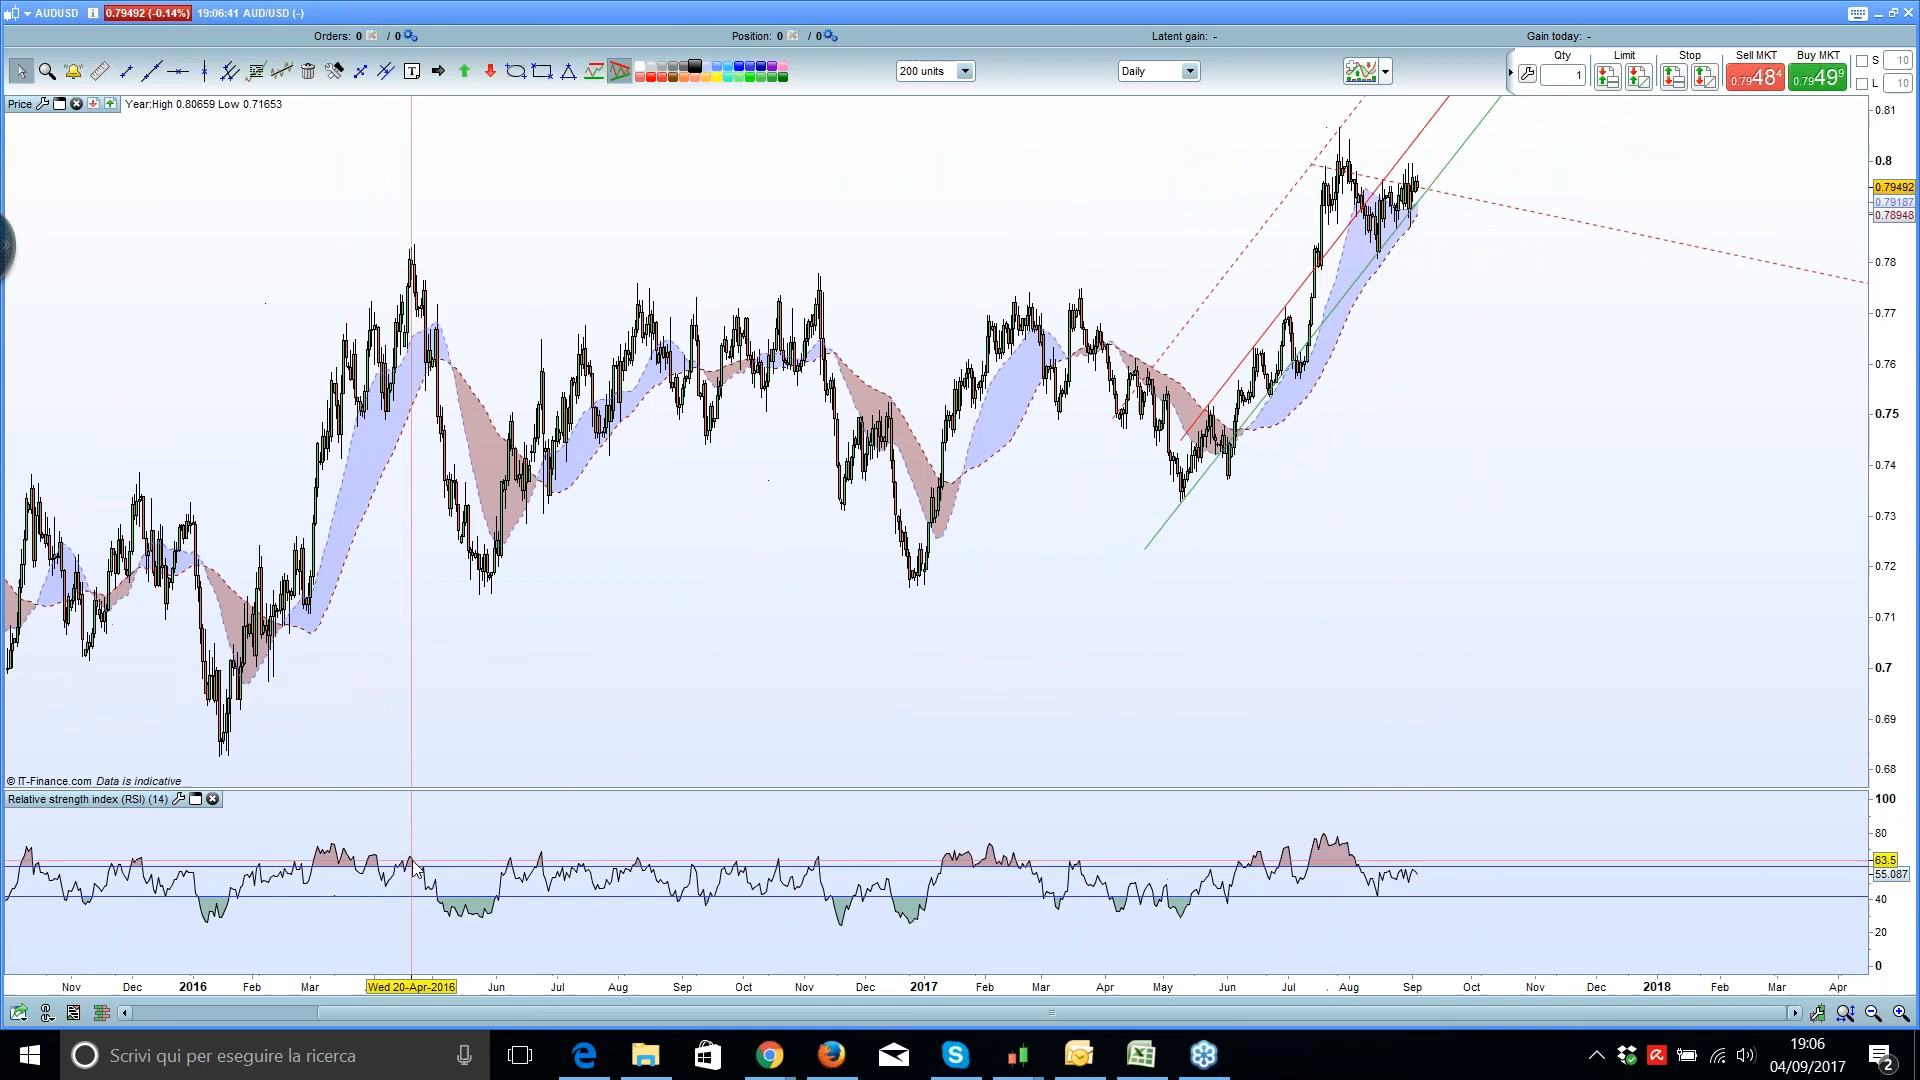 AUDUSD 0.79492 (-0.14%) 19:06:41 AUD/USD (-)
Orders: 0 / 0 Position: 0 / 0 Latent gain: - Gain today: -
Qty Limit Stop Sell MKT Buy MKT S 10
200 units Daily 1 0.79 48 4 0.79 49 9 L 10
Price Year:High 0.80659 Low 0.71653
0.81
0.8
0.79492
0.79187
0.78948
0.78
0.77
0.76
0.75
0.74
0.73
0.72
0.71
0.7
0.69
0.68
© IT-Finance.com Data is indicative
Relative strength index (RSI) (14)
100
80
63.5
55.087
40
20
0
Nov Dec 2016 Feb Mar Wed 20-Apr-2016 Jun Jul Aug Sep Oct Nov Dec 2017 Feb Mar Apr May Jun Jul Aug Sep Oct Nov Dec 2018 Feb Mar Apr
Scrivi qui per eseguire la ricerca
19:06
04/09/2017
2